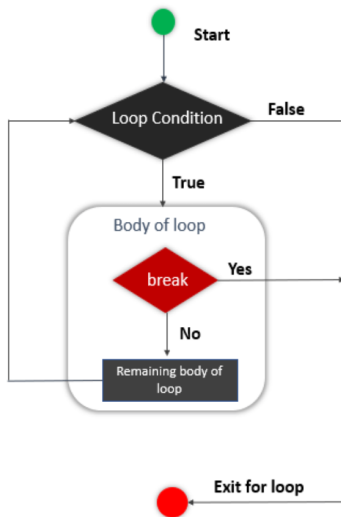 Start
Loop Condition
False
True
Body of loop
break
Yes
No
Remaining body of
loop
Exit for loop